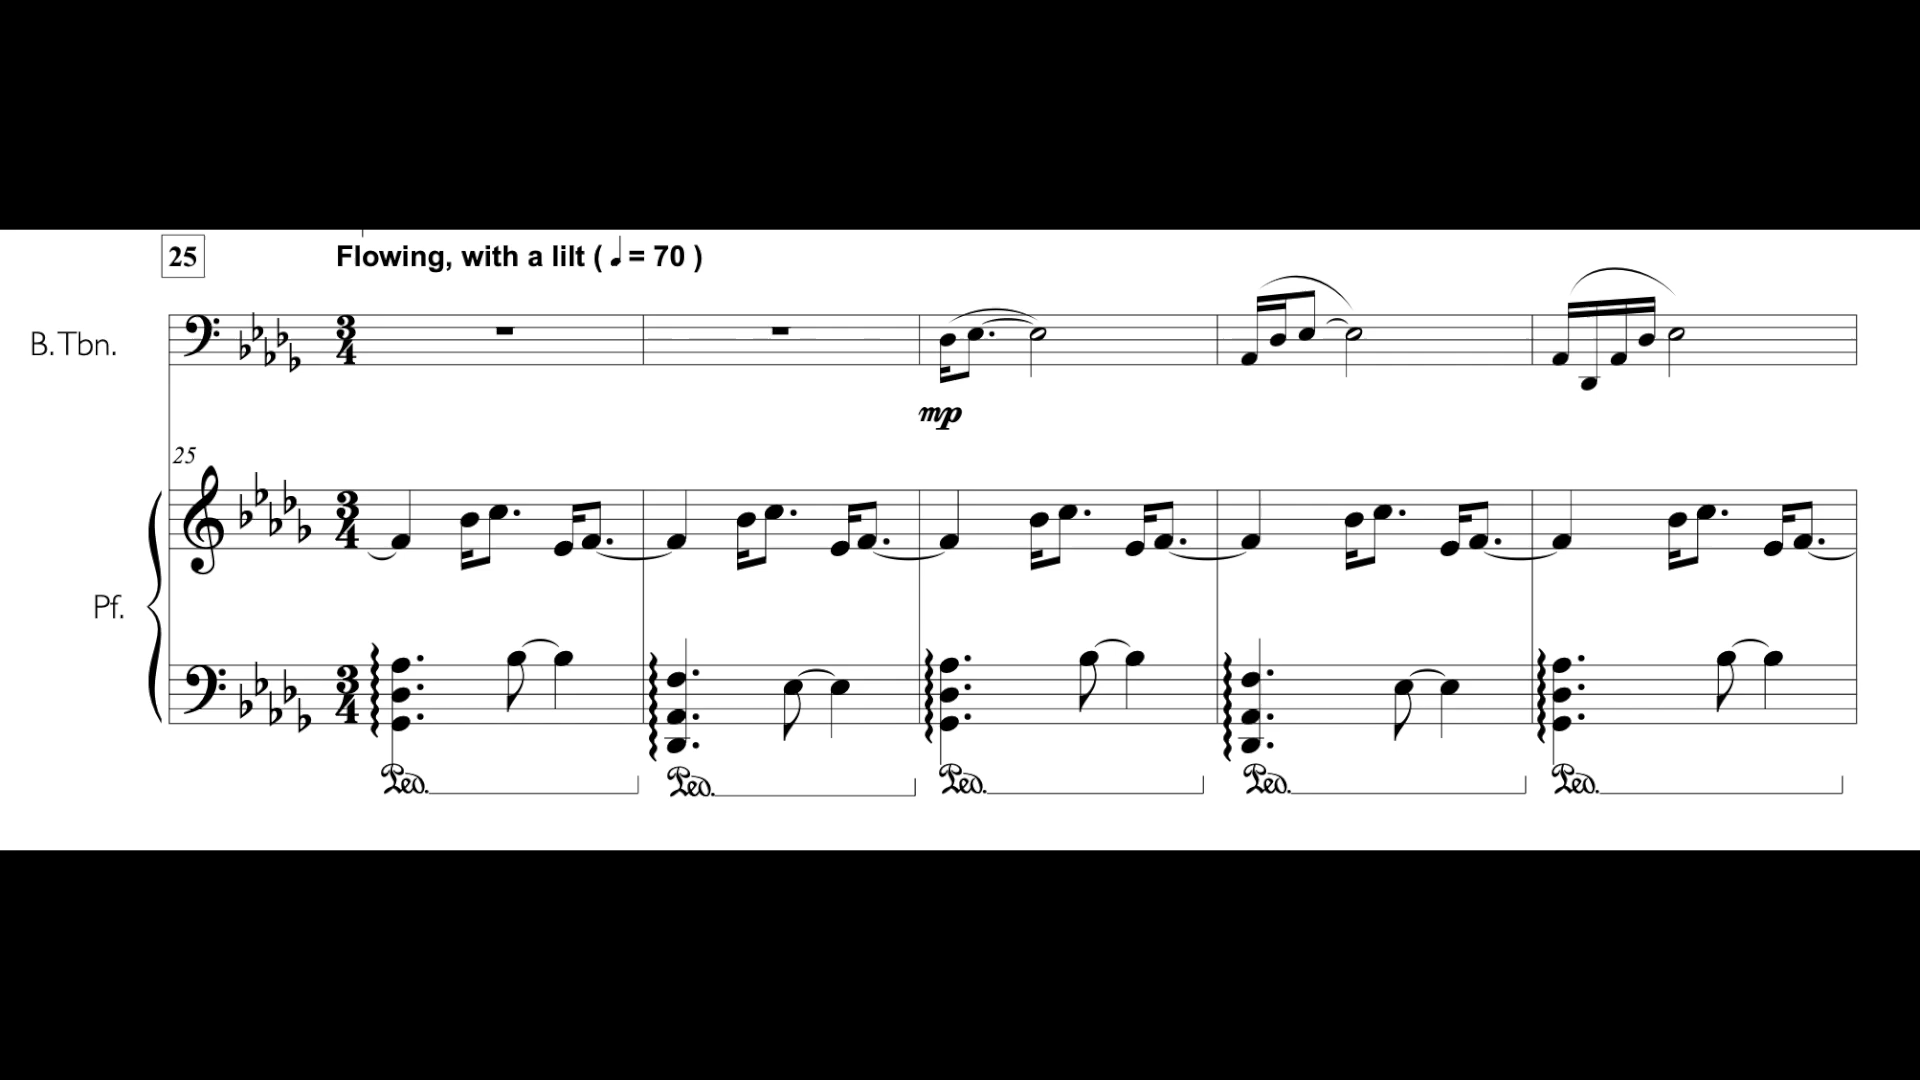 25 Flowing, with a lilt ( ♩ = 70 )
B. Tbn. 3 4
mp
25
Pf. 3 4
3 4
Ped. Ped. Ped. Ped. Ped.